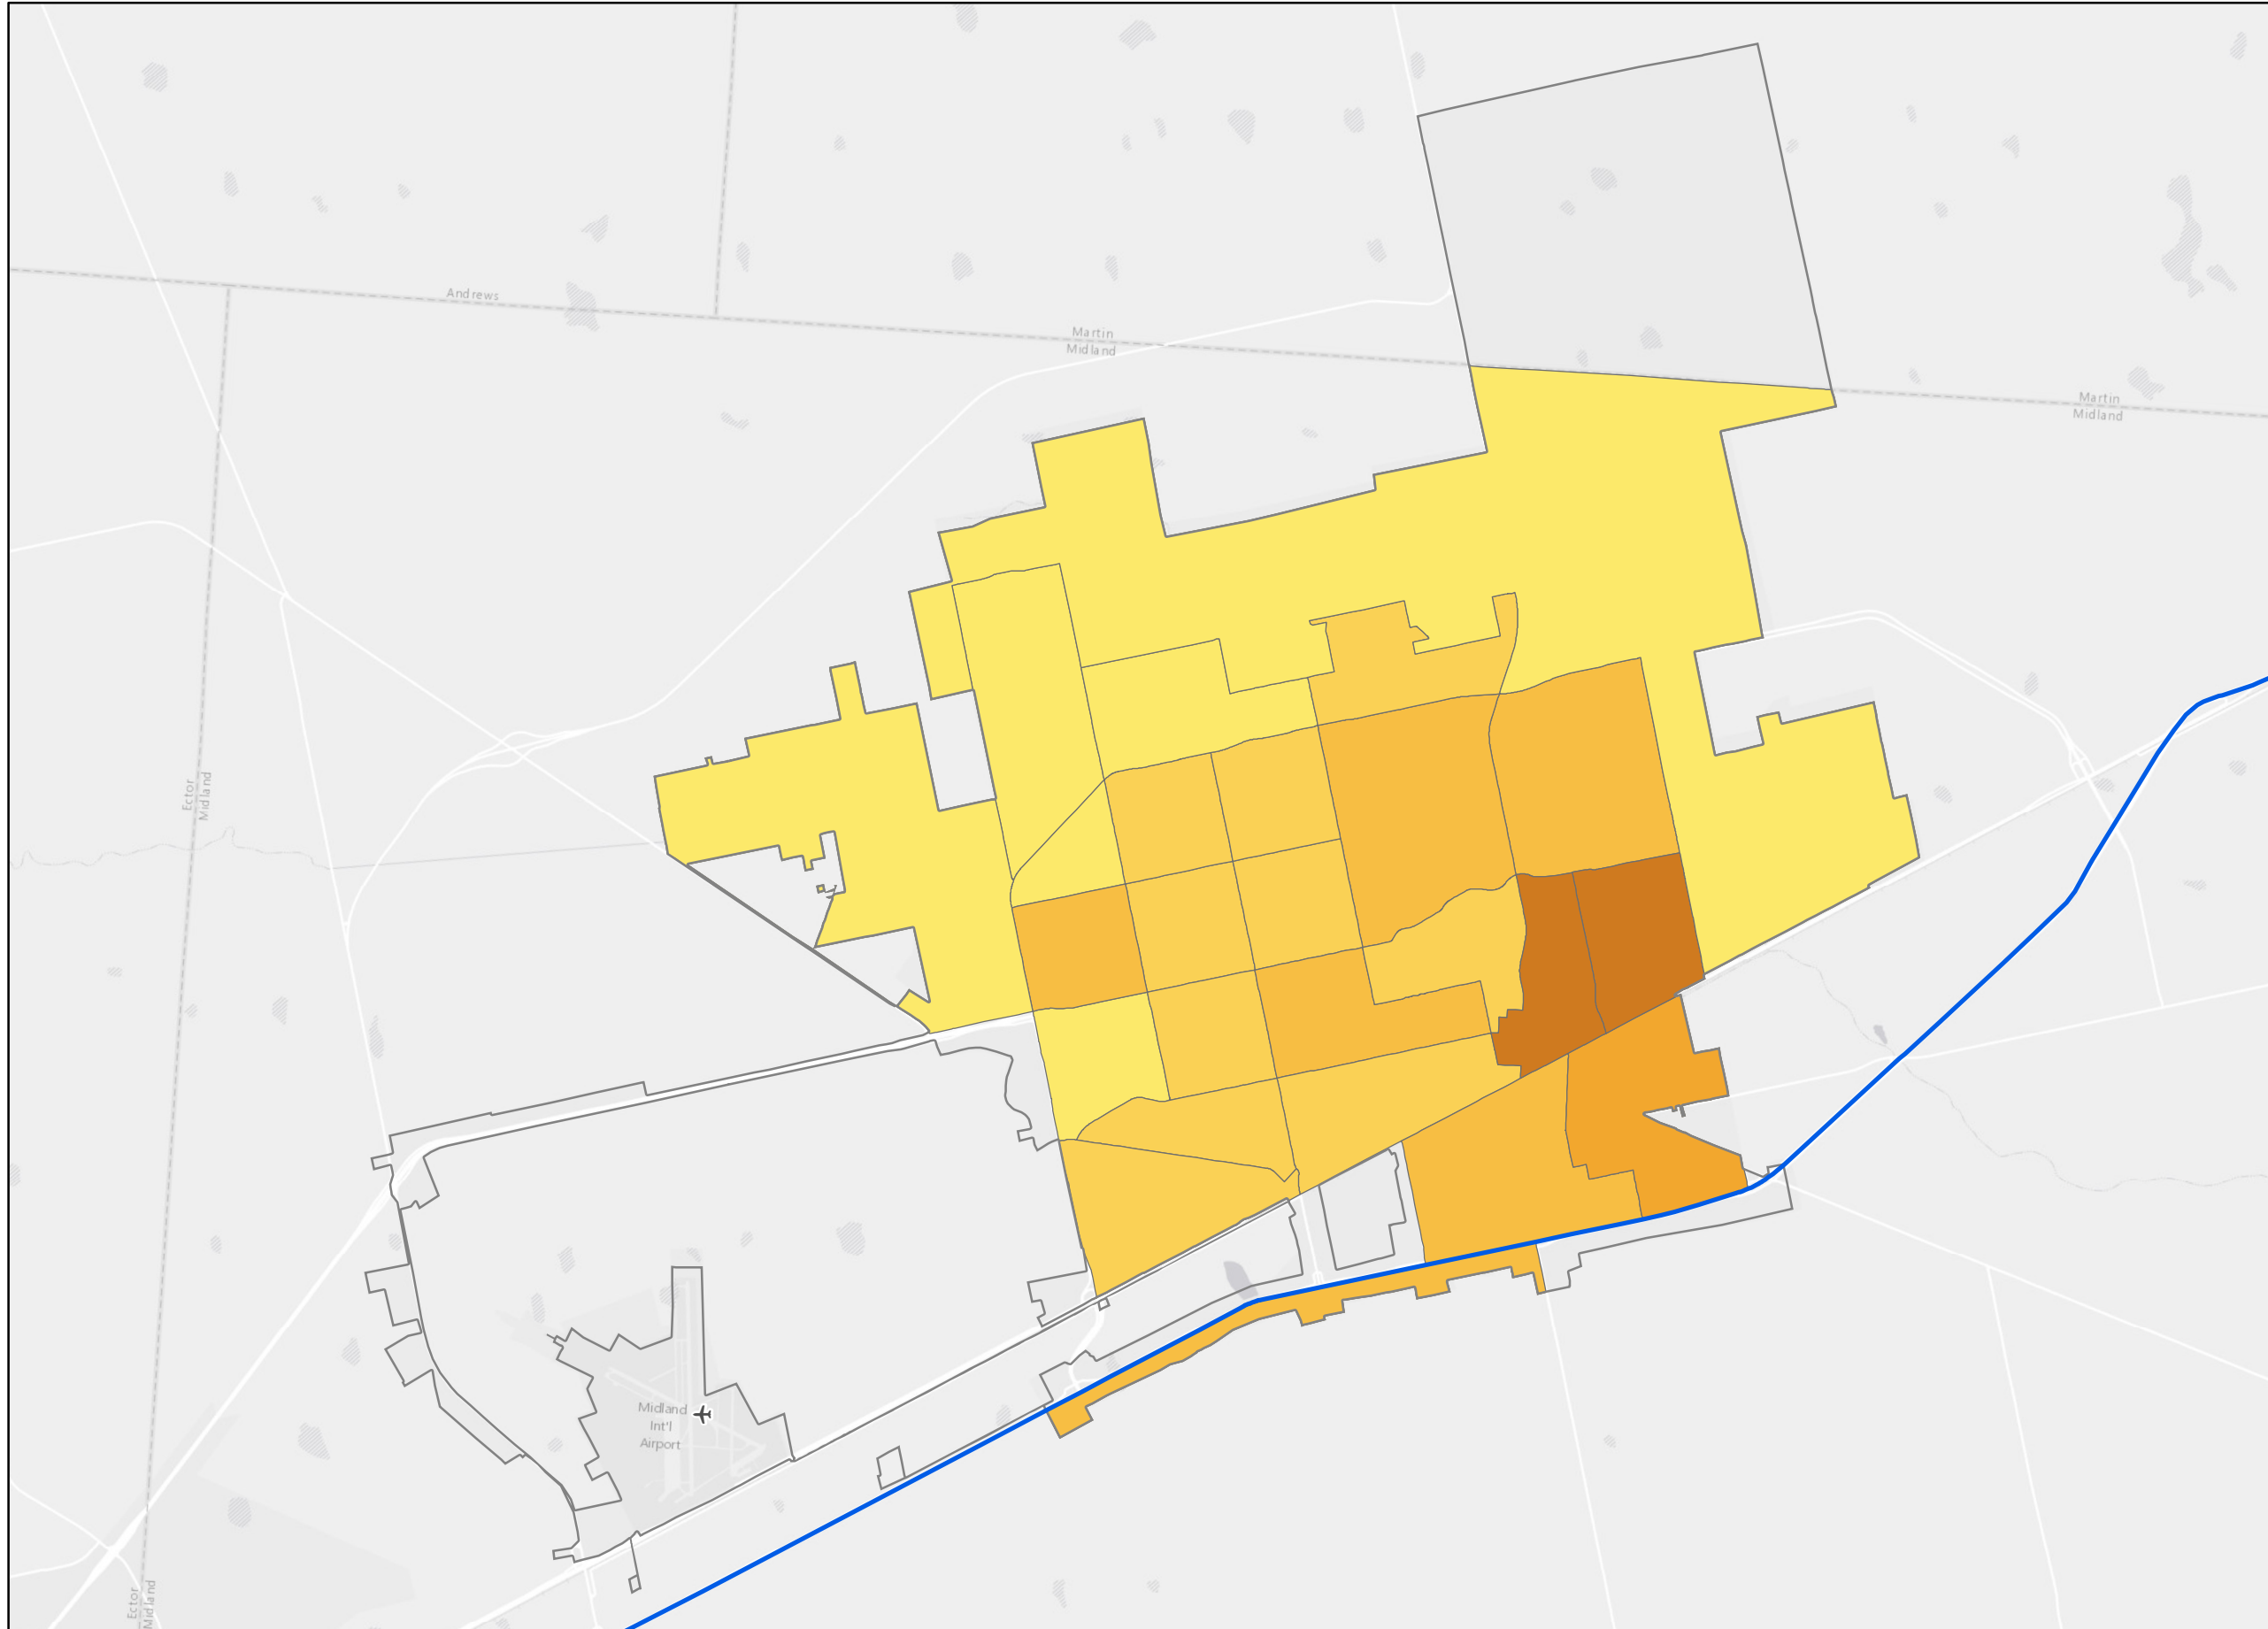 Andrews
Martin
Midland
Martin
Midland
Ector
Midland
Midland
Int'l
Airport
Ector
Midland